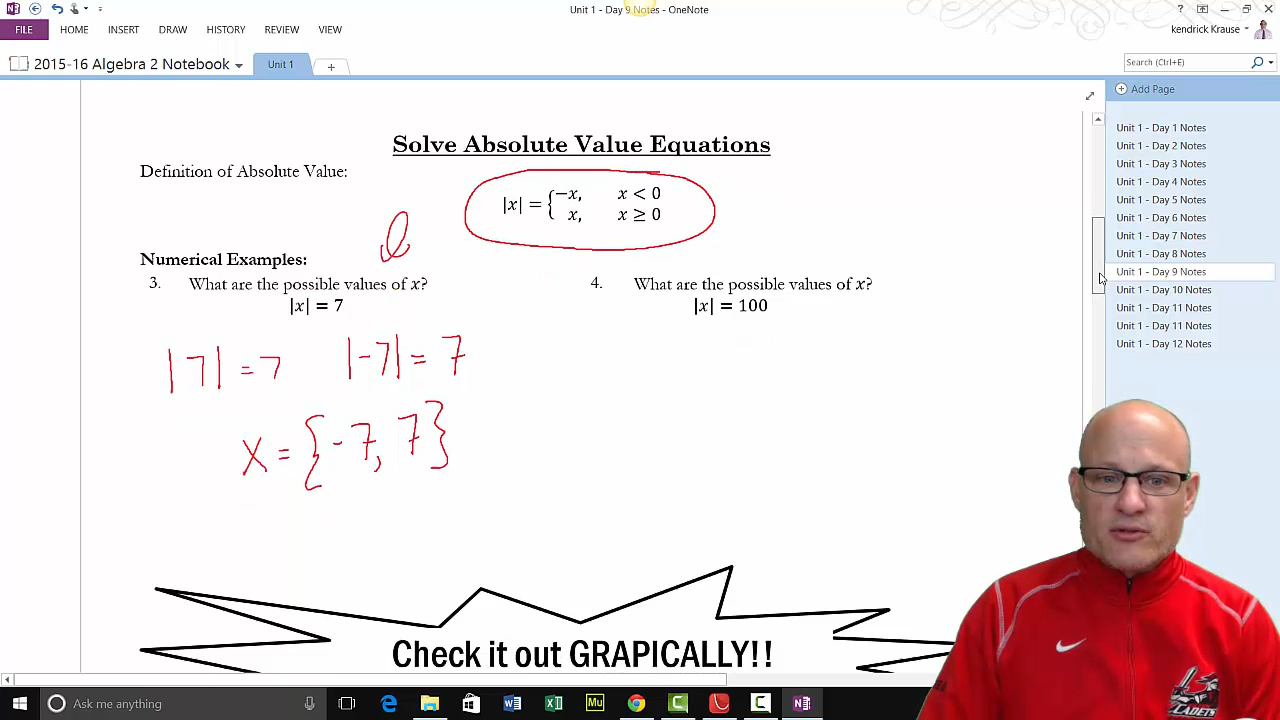 Unit 1 - Day 9 Notes - OneNote
FILE HOME INSERT DRAW HISTORY REVIEW VIEW
kendrick Krause
2015-16 Algebra 2 Notebook
Unit 1
Search (Ctrl+E)
Add Page
Unit 1 - Day 1 Notes
Unit 1 - Day 2 Notes
Unit 1 - Day 3 Notes
Unit 1 - Day 4 Notes
Unit 1 - Day 5 Notes
Unit 1 - Day 6 Notes
Unit 1 - Day 7 Notes
Unit 1 - Day 8 Notes
Unit 1 - Day 9 Notes
Unit 1 - Day 10 Notes
Unit 1 - Day 11 Notes
Unit 1 - Day 11 Notes
Unit 1 - Day 12 Notes
Solve Absolute Value Equations
Definition of Absolute Value:
|x| = { −x, x < 0
x, x ≥ 0
Numerical Examples:
3. What are the possible values of x?
|x| = 7
|7| = 7 |-7| = 7
x = {-7, 7}
4. What are the possible values of x?
|x| = 100
Check it out GRAPICALLY!!
CADETS
Ask me anything